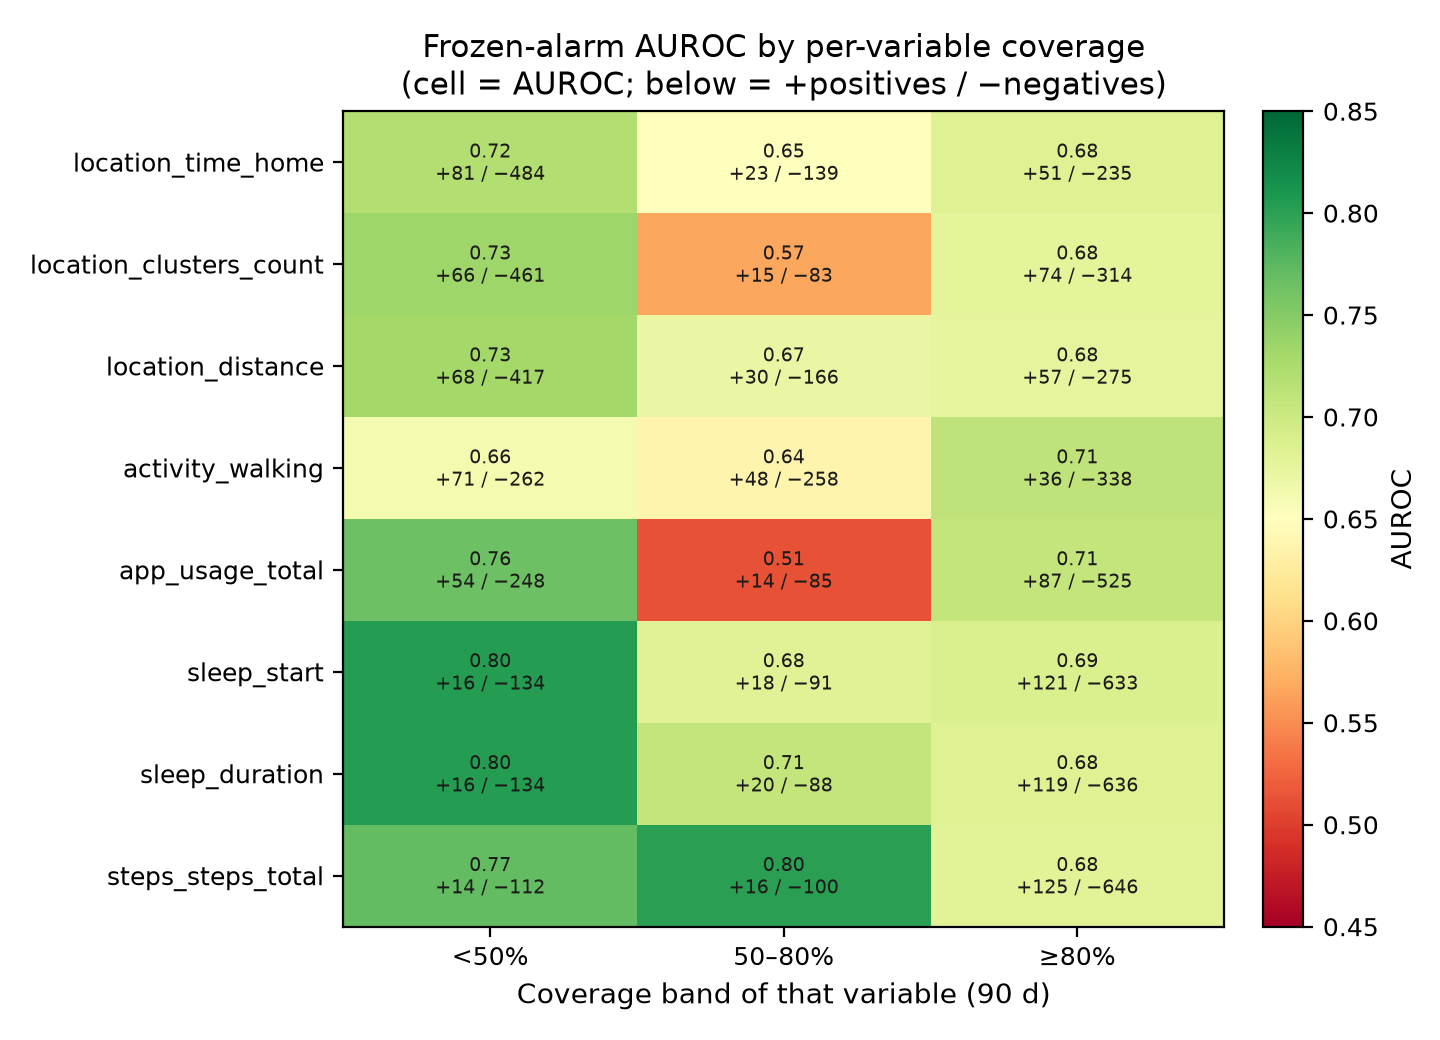 Frozen-alarm AUROC by per-variable coverage
(cell = AUROC; below = +positives / −negatives)
location_time_home
0.72
+81 / −484
0.65
+23 / −139
0.68
+51 / −235
location_clusters_count
0.73
+66 / −461
0.57
+15 / −83
0.68
+74 / −314
location_distance
0.73
+68 / −417
0.67
+30 / −166
0.68
+57 / −275
activity_walking
0.66
+71 / −262
0.64
+48 / −258
0.71
+36 / −338
app_usage_total
0.76
+54 / −248
0.51
+14 / −85
0.71
+87 / −525
sleep_start
0.80
+16 / −134
0.68
+18 / −91
0.69
+121 / −633
sleep_duration
0.80
+16 / −134
0.71
+20 / −88
0.68
+119 / −636
steps_steps_total
0.77
+14 / −112
0.80
+16 / −100
0.68
+125 / −646
<50%
50–80%
≥80%
Coverage band of that variable (90 d)
0.85
0.80
0.75
0.70
0.65
0.60
0.55
0.50
0.45
AUROC